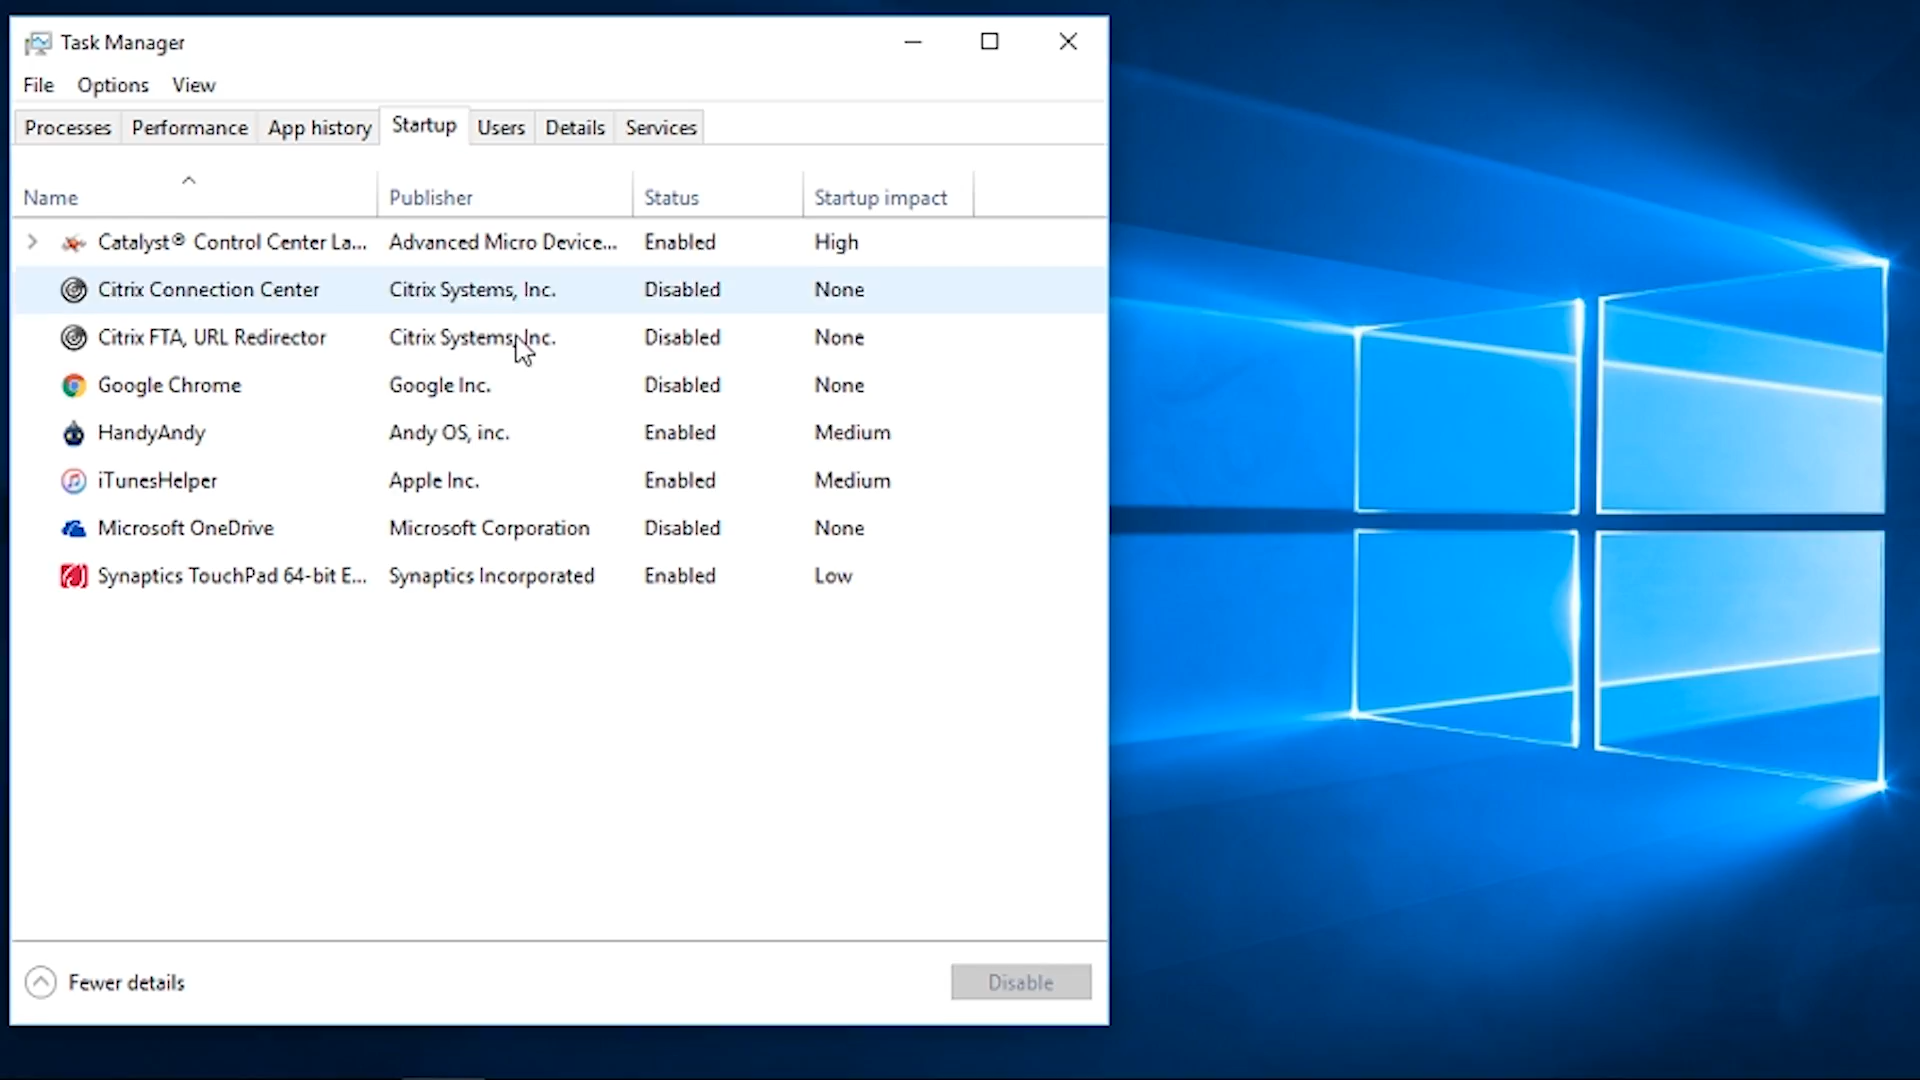 Task Manager
File Options View
Processes Performance App history Startup Users Details Services
Name Publisher Status Startup impact
Catalyst® Control Center La... Advanced Micro Device... Enabled High
Citrix Connection Center Citrix Systems, Inc. Disabled None
Citrix FTA, URL Redirector Citrix Systems, Inc. Disabled None
Google Chrome Google Inc. Disabled None
HandyAndy Andy OS, inc. Enabled Medium
iTunesHelper Apple Inc. Enabled Medium
Microsoft OneDrive Microsoft Corporation Disabled None
Synaptics TouchPad 64-bit E... Synaptics Incorporated Enabled Low
Fewer details Disable